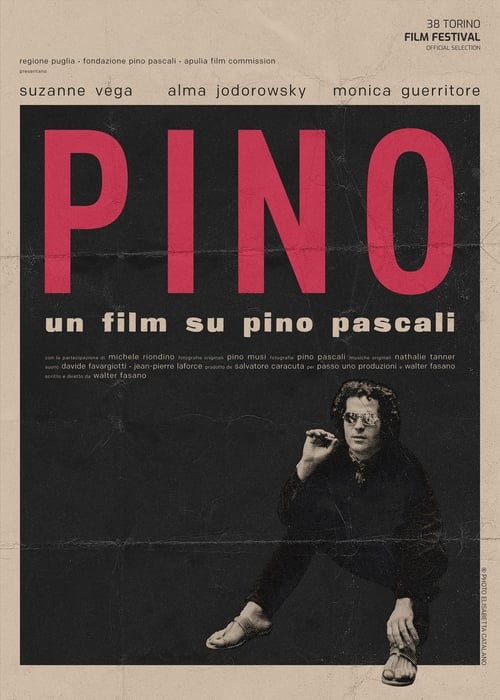 38 TORINO
FILM FESTIVAL
OFFICIAL SELECTION
regione puglia - fondazione pino pascali - apulia film commission
presentano
suzanne vega alma jodorowsky monica guerritore
PINO
un film su pino pascali
con la partecipazione di michele riondino fotografie originali pino musi fotografie pino pascali musiche originali nathalie tanner
suono davide favargiotti - jean-pierre laforce prodotto da salvatore caracuta per passo uno produzioni e walter fasano
scritto e diretto da walter fasano
® PHOTO ELISABETTA CATALANO